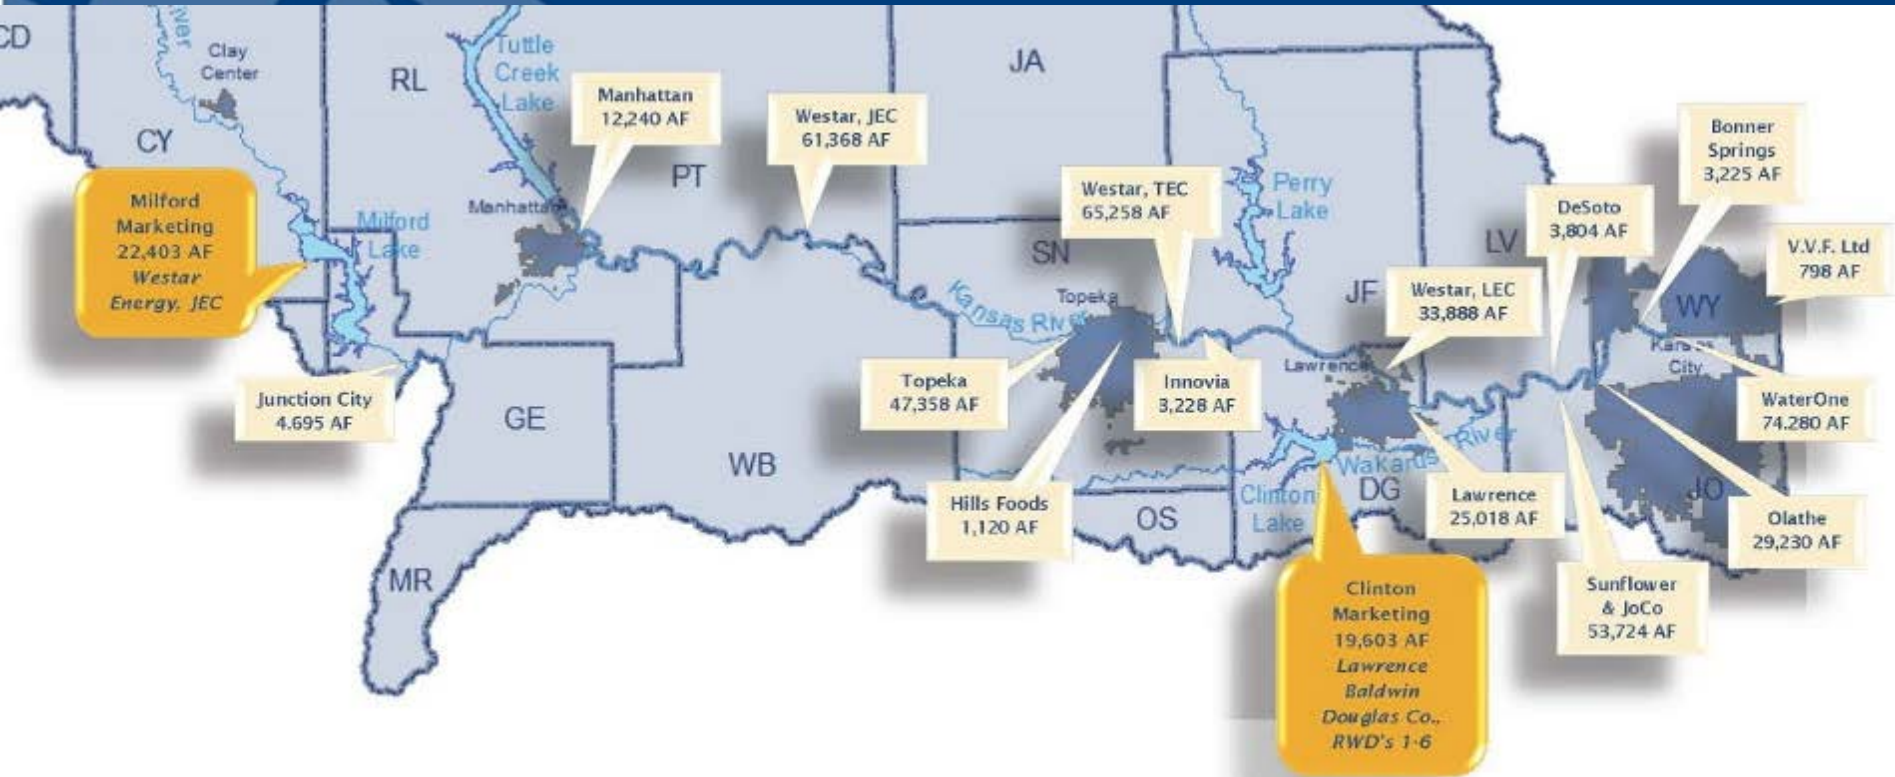 CD
River
Clay
Center
CY
RL
Tuttle
Creek
Lake
Manhattan
12,240 AF
Westar, JEC
61,368 AF
JA
PT
Manhattan
Milford
Marketing
22,403 AF
Westar
Energy, JEC
Milford
Lake
Junction City
4.695 AF
GE
MR
WB
Westar, TEC
65,258 AF
SN
Topeka
Kansas River
Perry
Lake
JF
LV
Topeka
47,358 AF
Hills Foods
1,120 AF
Innovia
3,228 AF
Westar, LEC
33,888 AF
Lawrence
DeSoto
3,804 AF
Bonner
Springs
3,225 AF
V.V.F. Ltd
798 AF
WY
Kansas
City
WaterOne
74.280 AF
OS
Clinton
Lake
River
DG
Lawrence
25,018 AF
JO
Olathe
29,230 AF
Sunflower
& JoCo
53,724 AF
Clinton
Marketing
19,603 AF
Lawrence
Baldwin
Douglas Co..
RWD's 1-6